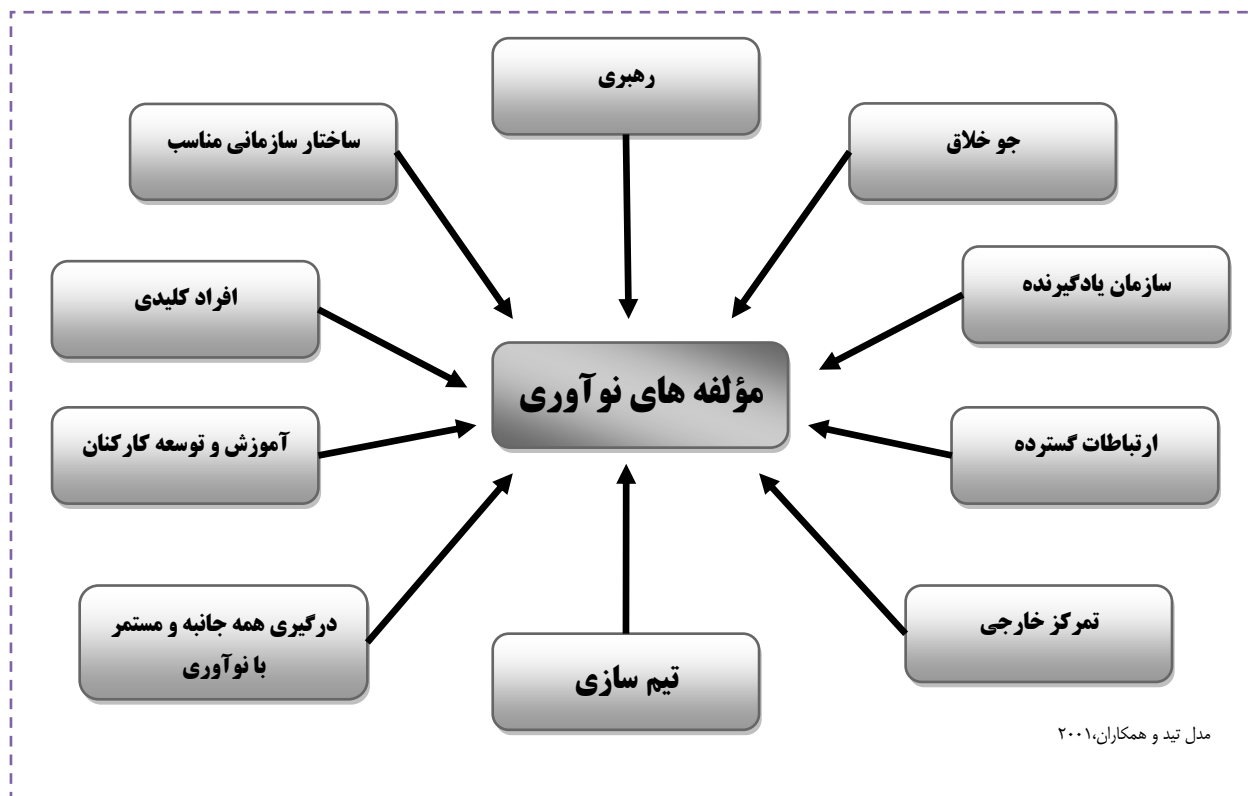 رهبری
جو خلاق
ساختار سازمانی مناسب
سازمان یادگیرنده
افراد کلیدی
مؤلفه های نوآوری
ارتباطات گسترده
آموزش و توسعه کارکنان
تمرکز خارجی
درگیری همه جانبه و مستمر
با نوآوری
تیم سازی
مدل تید و همکاران،۲۰۰۱